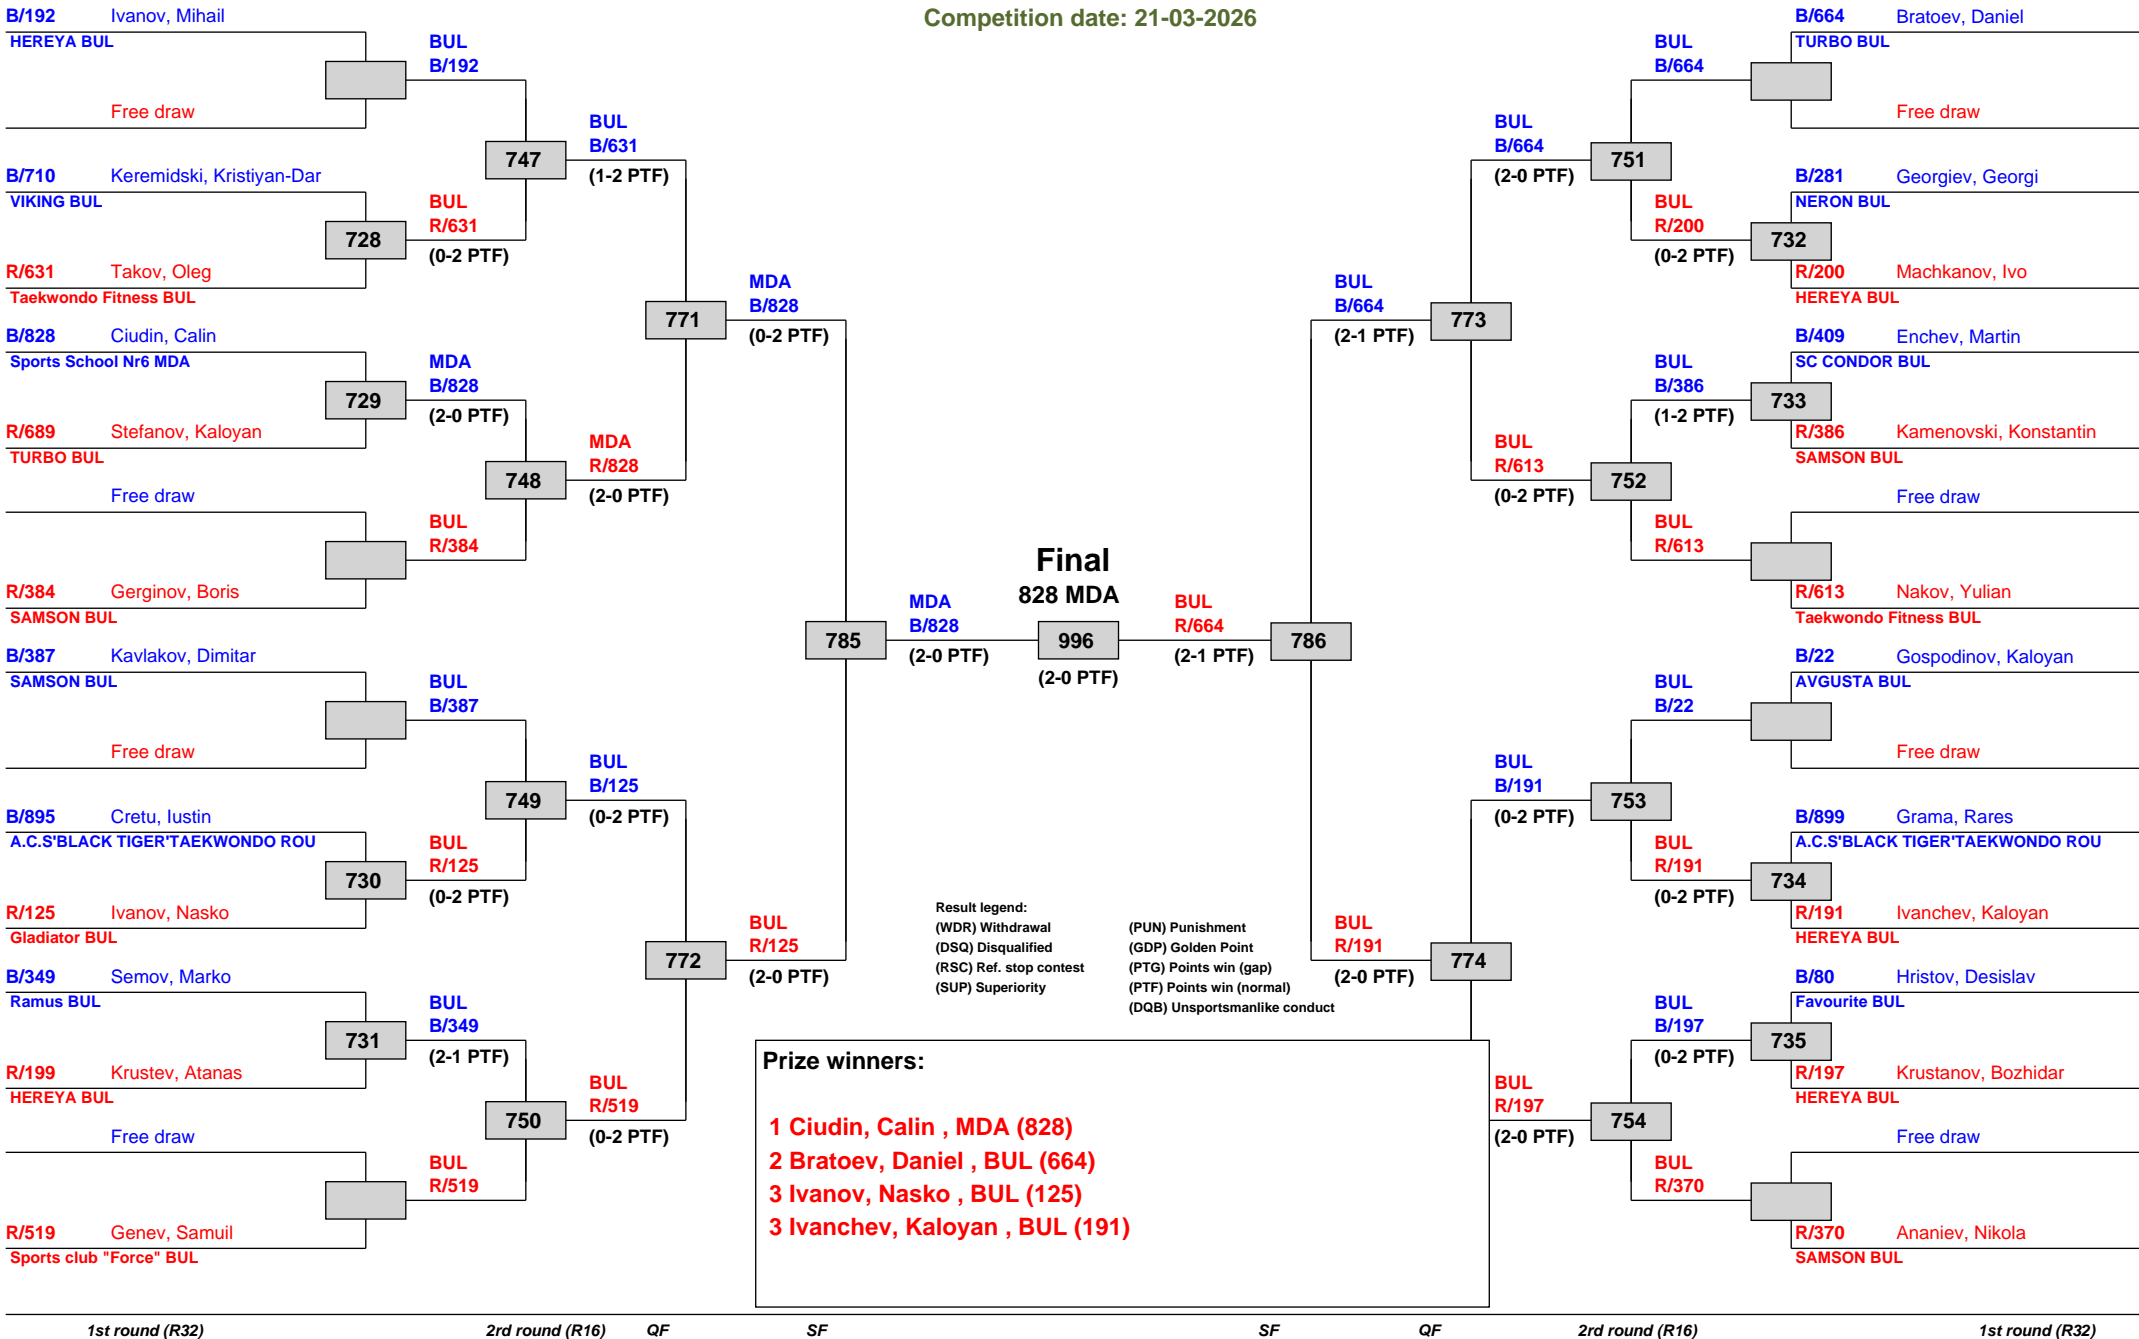 Competition date: 21-03-2026
B/192 Ivanov, Mihail
HEREYA BUL
Free draw
B/710 Keremidski, Kristiyan-Dar
VIKING BUL
728
R/631 Takov, Oleg
Taekwondo Fitness BUL
B/828 Ciudin, Calin
Sports School Nr6 MDA
729
R/689 Stefanov, Kaloyan
TURBO BUL
Free draw
R/384 Gerginov, Boris
SAMSON BUL
B/387 Kavlakov, Dimitar
SAMSON BUL
Free draw
B/895 Cretu, Iustin
A.C.S'BLACK TIGER'TAEKWONDO ROU
730
R/125 Ivanov, Nasko
Gladiator BUL
B/349 Semov, Marko
Ramus BUL
731
R/199 Krustev, Atanas
HEREYA BUL
Free draw
R/519 Genev, Samuil
Sports club "Force" BUL
BUL
B/192
747
BUL
R/631
(0-2 PTF)
MDA
B/828
(2-0 PTF)
748
BUL
R/384
BUL
B/387
749
BUL
R/125
(0-2 PTF)
BUL
B/349
(2-1 PTF)
750
BUL
R/519
BUL
B/631
(1-2 PTF)
771
MDA
R/828
(2-0 PTF)
BUL
B/125
(0-2 PTF)
772
BUL
R/519
(0-2 PTF)
MDA
B/828
(0-2 PTF)
785
BUL
R/125
(2-0 PTF)
MDA
B/828
(2-0 PTF)
Final
828 MDA
996
(2-0 PTF)
BUL
R/664
(2-1 PTF)
786
BUL
B/664
(2-1 PTF)
BUL
R/191
(2-0 PTF)
773
774
BUL
B/664
(2-0 PTF)
BUL
R/613
(0-2 PTF)
BUL
B/191
(0-2 PTF)
BUL
R/197
(2-0 PTF)
751
752
753
754
BUL
B/664
BUL
R/200
(0-2 PTF)
BUL
B/386
(1-2 PTF)
BUL
R/613
BUL
B/22
BUL
R/191
(0-2 PTF)
BUL
B/197
(0-2 PTF)
BUL
R/370
B/664 Bratoev, Daniel
TURBO BUL
Free draw
B/281 Georgiev, Georgi
NERON BUL
732
R/200 Machkanov, Ivo
HEREYA BUL
B/409 Enchev, Martin
SC CONDOR BUL
733
R/386 Kamenovski, Konstantin
SAMSON BUL
Free draw
R/613 Nakov, Yulian
Taekwondo Fitness BUL
B/22 Gospodinov, Kaloyan
AVGUSTA BUL
Free draw
B/899 Grama, Rares
A.C.S'BLACK TIGER'TAEKWONDO ROU
734
R/191 Ivanchev, Kaloyan
HEREYA BUL
B/80 Hristov, Desislav
Favourite BUL
735
R/197 Krustanov, Bozhidar
HEREYA BUL
Free draw
R/370 Ananiev, Nikola
SAMSON BUL
Result legend:
(WDR) Withdrawal
(DSQ) Disqualified
(RSC) Ref. stop contest
(SUP) Superiority
(PUN) Punishment
(GDP) Golden Point
(PTG) Points win (gap)
(PTF) Points win (normal)
(DQB) Unsportsmanlike conduct
Prize winners:
1 Ciudin, Calin , MDA (828)
2 Bratoev, Daniel , BUL (664)
3 Ivanov, Nasko , BUL (125)
3 Ivanchev, Kaloyan , BUL (191)
1st round (R32) 2rd round (R16) QF SF SF QF 2rd round (R16) 1st round (R32)